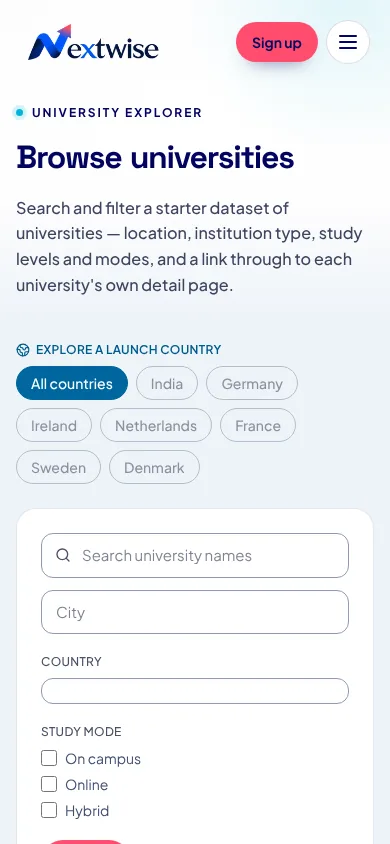 Nextwise
Sign up
UNIVERSITY EXPLORER
Browse universities
Search and filter a starter dataset of
universities — location, institution type, study
levels and modes, and a link through to each
university's own detail page.
EXPLORE A LAUNCH COUNTRY
All countries
India
Germany
Ireland
Netherlands
France
Sweden
Denmark
Search university names
City
COUNTRY
STUDY MODE
On campus
Online
Hybrid